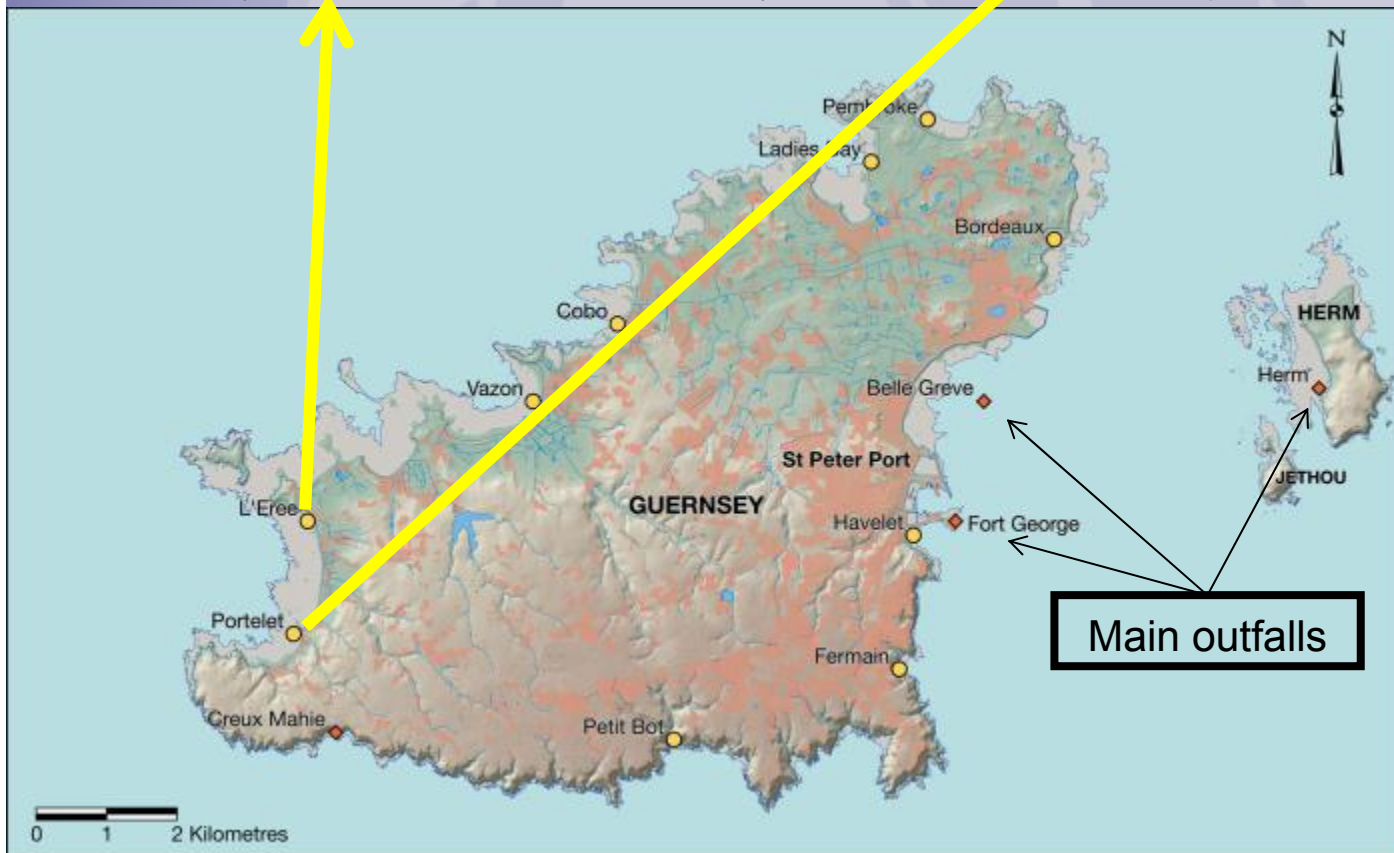 N
Pembroke
Ladies Bay
Bordeaux
Cobo
HERM
Herm
Vazon
Belle Greve
St Peter Port
JETHOU
L'Eree
GUERNSEY
Havelet
Fort George
Portelet
Main outfalls
Fermain
Creux Mahie
Petit Bot
0 1 2 Kilometres